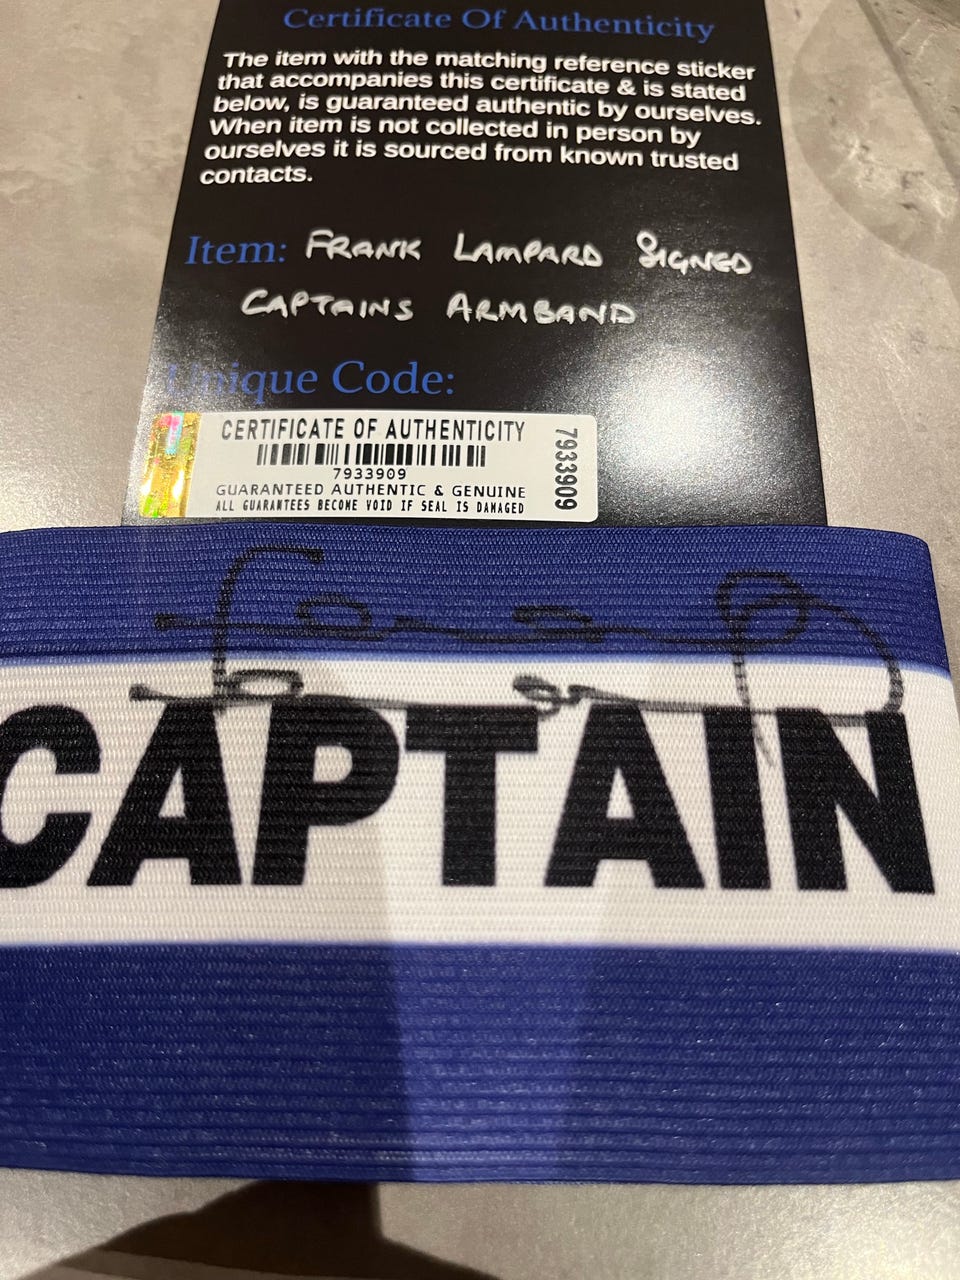 Certificate Of Authenticity
The item with the matching reference sticker
that accompanies this certificate & is stated
below, is guaranteed authentic by ourselves.
When item is not collected in person by
ourselves it is sourced from known trusted
contacts.
Item: FRANK LAMPARD SIGNED
CAPTAINS ARMBAND
Unique Code:
CERTIFICATE OF AUTHENTICITY
7933909
GUARANTEED AUTHENTIC & GENUINE
ALL GUARANTEES BECOME VOID IF SEAL IS DAMAGED
7933909
CAPTAIN